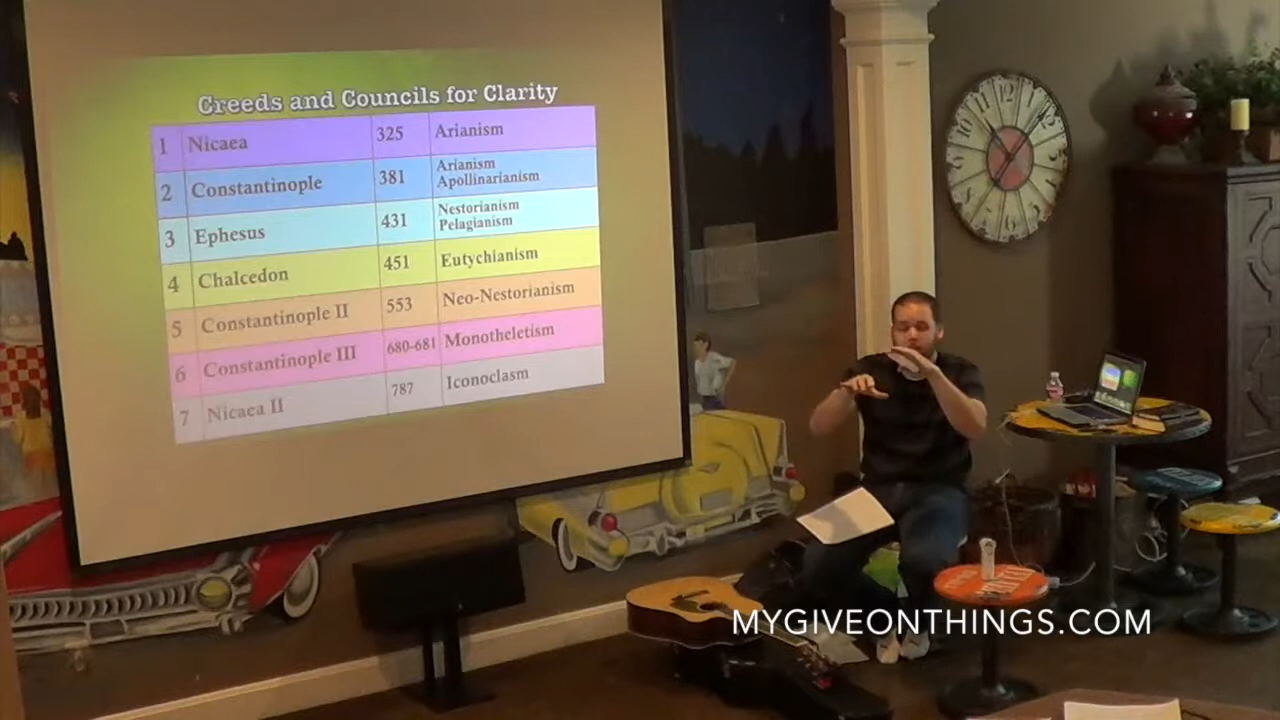 Creeds and Councils for Clarity
1 Nicaea 325 Arianism
2 Constantinople 381 Arianism Apollinarianism
3 Ephesus 431 Nestorianism Pelagianism
4 Chalcedon 451 Eutychianism
5 Constantinople II 553 Neo-Nestorianism
6 Constantinople III 680-681 Monotheletism
7 Nicaea II 787 Iconoclasm
MYGIVEONTHINGS.COM